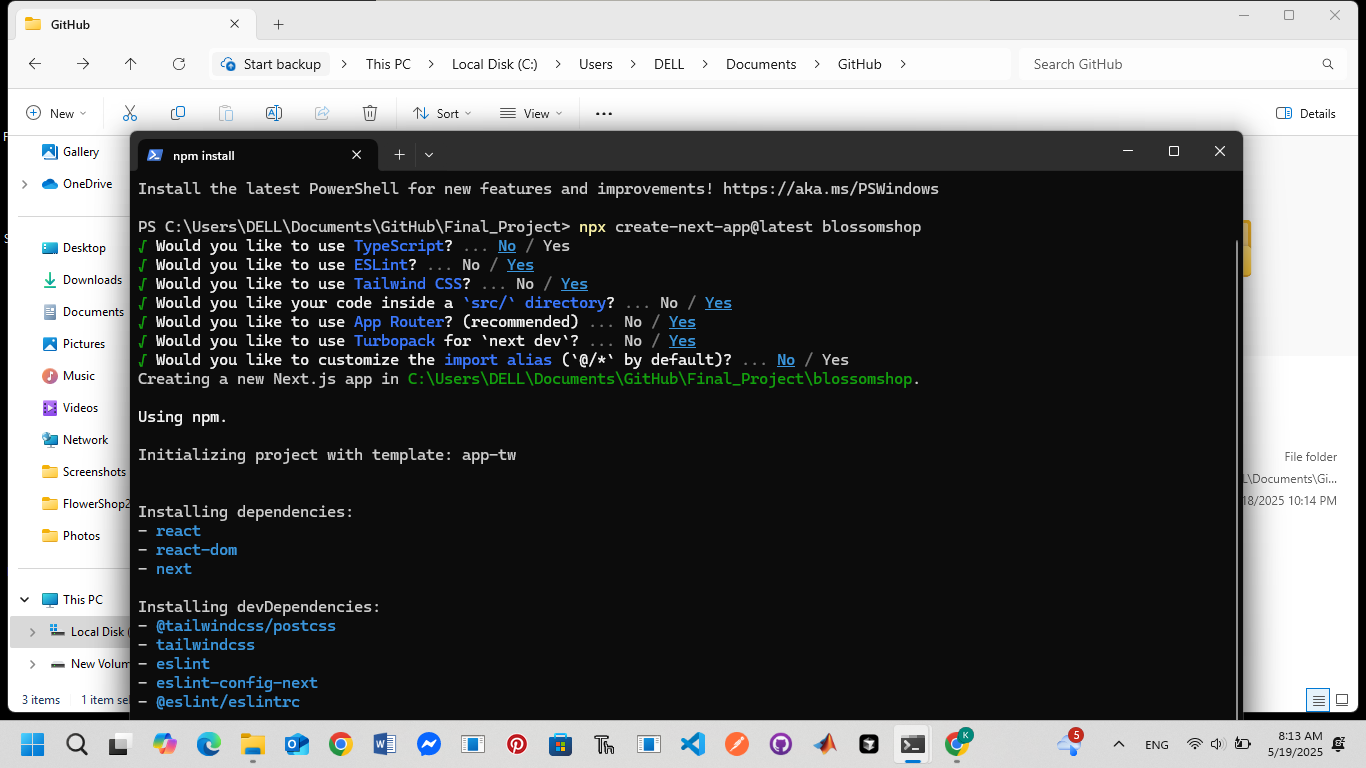 GitHub
Start backup > This PC > Local Disk (C:) > Users > DELL > Documents > GitHub >
Search GitHub
New
Sort
View
Details
Gallery
OneDrive
Desktop
Downloads
Documents
Pictures
Music
Videos
Network
Screenshots
FlowerShop2
Photos
This PC
Local Disk (
New Volum
3 items 1 item sel
npm install
Install the latest PowerShell for new features and improvements! https://aka.ms/PSWindows
PS C:\Users\DELL\Documents\GitHub\Final_Project> npx create-next-app@latest blossomshop
√ Would you like to use TypeScript? ... No / Yes
√ Would you like to use ESLint? ... No / Yes
√ Would you like to use Tailwind CSS? ... No / Yes
√ Would you like your code inside a `src/` directory? ... No / Yes
√ Would you like to use App Router? (recommended) ... No / Yes
√ Would you like to use Turbopack for `next dev`? ... No / Yes
√ Would you like to customize the import alias (`@/*` by default)? ... No / Yes
Creating a new Next.js app in C:\Users\DELL\Documents\GitHub\Final_Project\blossomshop.
Using npm.
Initializing project with template: app-tw
Installing dependencies:
- react
- react-dom
- next
Installing devDependencies:
- @tailwindcss/postcss
- tailwindcss
- eslint
- eslint-config-next
- @eslint/eslintrc
File folder
L\Documents\Gi...
18/2025 10:14 PM
5
K
ENG
8:13 AM
5/19/2025